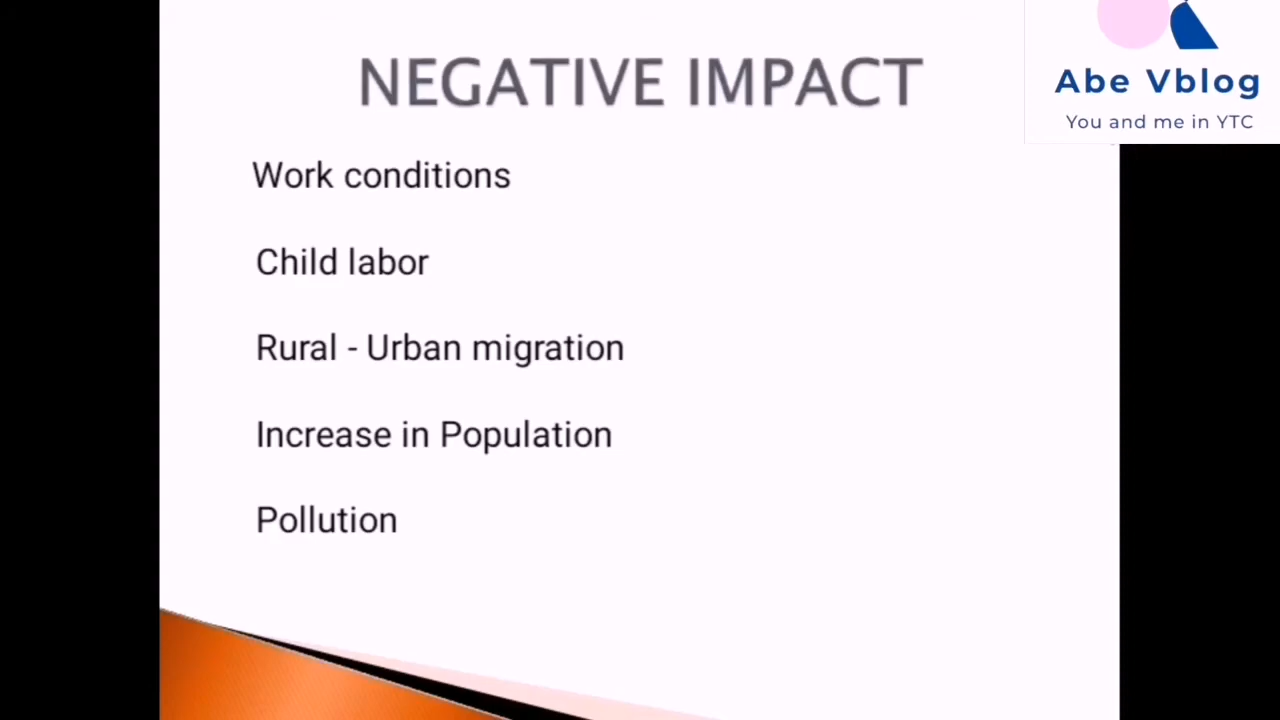 NEGATIVE IMPACT
Abe Vblog
You and me in YTC
Work conditions
Child labor
Rural - Urban migration
Increase in Population
Pollution